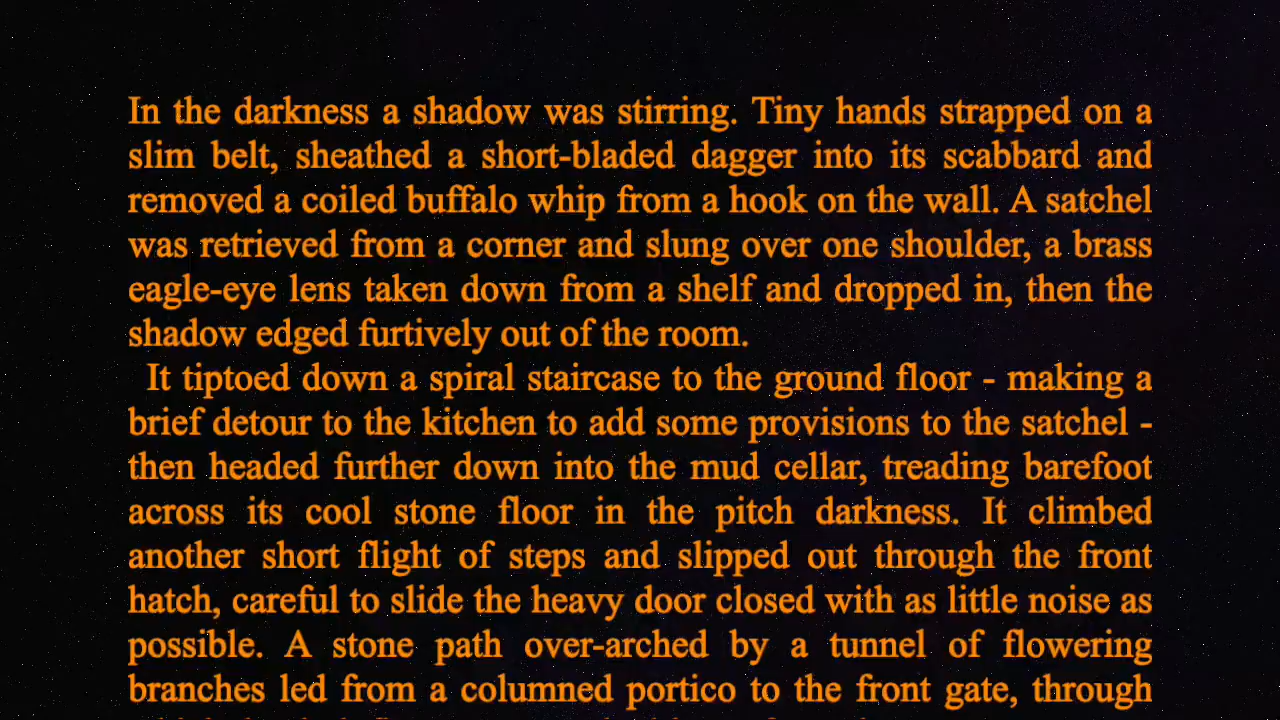 In the darkness a shadow was stirring. Tiny hands strapped on a
slim belt, sheathed a short-bladed dagger into its scabbard and
removed a coiled buffalo whip from a hook on the wall. A satchel
was retrieved from a corner and slung over one shoulder, a brass
eagle-eye lens taken down from a shelf and dropped in, then the
shadow edged furtively out of the room.
It tiptoed down a spiral staircase to the ground floor - making a
brief detour to the kitchen to add some provisions to the satchel -
then headed further down into the mud cellar, treading barefoot
across its cool stone floor in the pitch darkness. It climbed
another short flight of steps and slipped out through the front
hatch, careful to slide the heavy door closed with as little noise as
possible. A stone path over-arched by a tunnel of flowering
branches led from a columned portico to the front gate, through